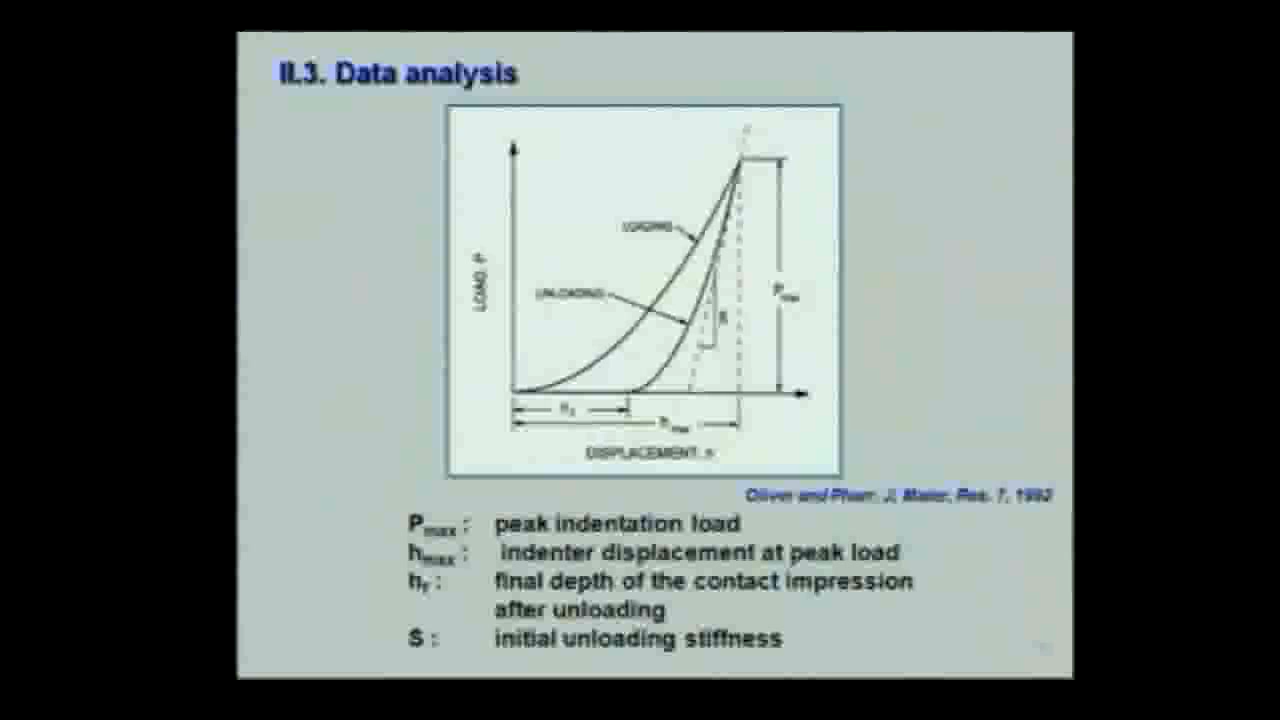 II.3. Data analysis
LOADING
UNLOADING
LOAD, P
S
Pmax
hf
hmax
DISPLACEMENT, h
Oliver and Pharr, J. Mater. Res. 7, 1992
Pmax : peak indentation load
hmax : indenter displacement at peak load
hf : final depth of the contact impression
after unloading
S : initial unloading stiffness